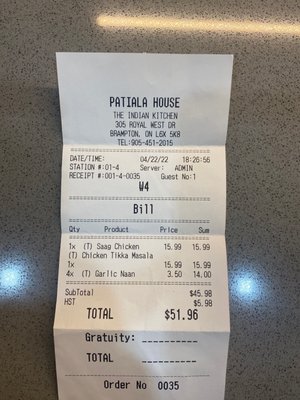 PATIALA HOUSE
THE INDIAN KITCHEN
305 ROYAL WEST DR
BRAMPTON, ON L6X 5K8
TEL:905-451-2015
DATE/TIME: 04/22/22 18:26:56
STATION #:01-4 Server: ADMIN
RECEIPT #:001-4-0035 Guest No:1
W4
Bill
Qty Product Price Sum
1x (T) Saag Chicken 15.99 15.99
(T) Chicken Tikka Masala
1x 15.99 15.99
4x (T) Garlic Naan 3.50 14.00
SubTotal $45.98
HST $5.98
TOTAL $51.96
Gratuity: __________
TOTAL __________
Order No 0035